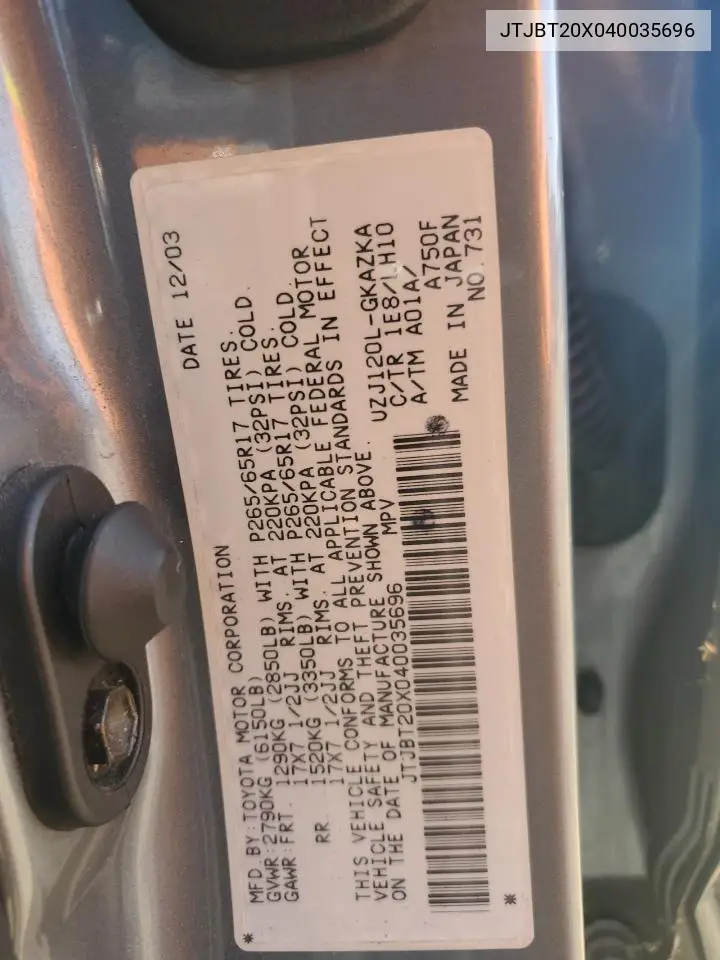 JTJBT20X040035696
DATE 12/03
MFD.BY:TOYOTA MOTOR CORPORATION
GVWR:2790KG (6150LB)
GAWR:FRT. 1290KG (2850LB) WITH P265/65R17 TIRES.
17X7 1/2JJ RIMS. AT 220KPA (32PSI) COLD.
RR. 1520KG (3350LB) WITH P265/65R17 TIRES.
17X7 1/2JJ RIMS. AT 220KPA (32PSI) COLD.
THIS VEHICLE CONFORMS TO ALL APPLICABLE FEDERAL MOTOR
VEHICLE SAFETY AND THEFT PREVENTION STANDARDS IN EFFECT
ON THE DATE OF MANUFACTURE SHOWN ABOVE.
JTJBT20X040035696 MPV
UZJ120L-GKAZKA
C/TR 1E8/LH10
A/TM A01A/
A750F
MADE IN JAPAN
NO.731